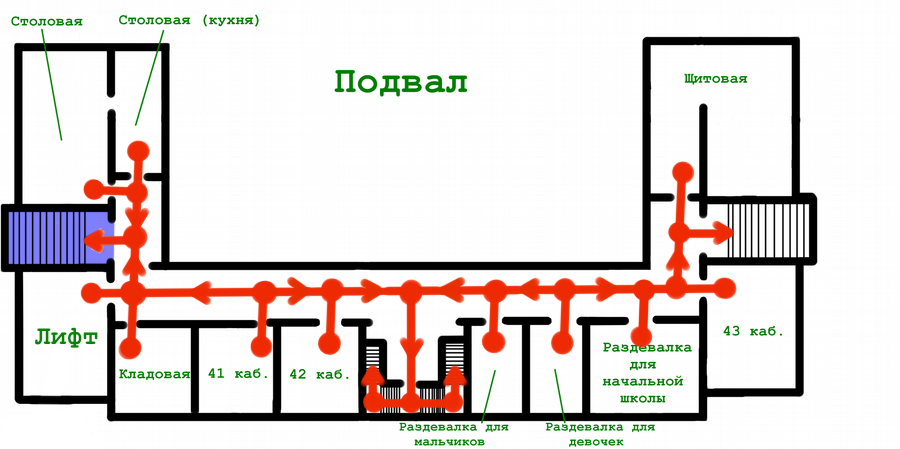 Столовая
Столовая (кухня)
Подвал
Щитовая
Лифт
Кладовая
41 каб.
42 каб.
Раздевалка
для
начальной
школы
43 каб.
Раздевалка для
мальчиков
Раздевалка для
девочек